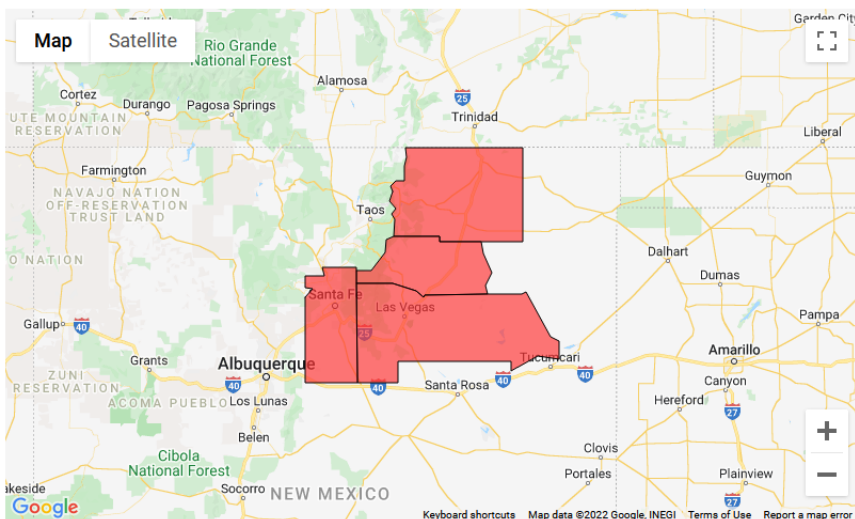 Garden City
Map
Satellite
Rio Grande
National Forest
Alamosa
Cortez
Durango
Pagosa Springs
25
Trinidad
UTE MOUNTAIN
RESERVATION
Liberal
Farmington
Guymon
NAVAJO NATION
OFF-RESERVATION
TRUST LAND
Taos
O NATION
Dalhart
Dumas
Santa Fe
Las Vegas
Pampa
Gallup
40
25
Grants
Albuquerque
Tucumcari
Amarillo
ZUNI
RESERVATION
40
40
40
40
Santa Rosa
Canyon
ACOMA PUEBLO
Los Lunas
Hereford
27
Belen
Clovis
Cibola
National Forest
Portales
Plainview
akeside
Socorro
NEW MEXICO
27
Google
Keyboard shortcuts
Map data ©2022 Google, INEGI
Terms of Use
Report a map error